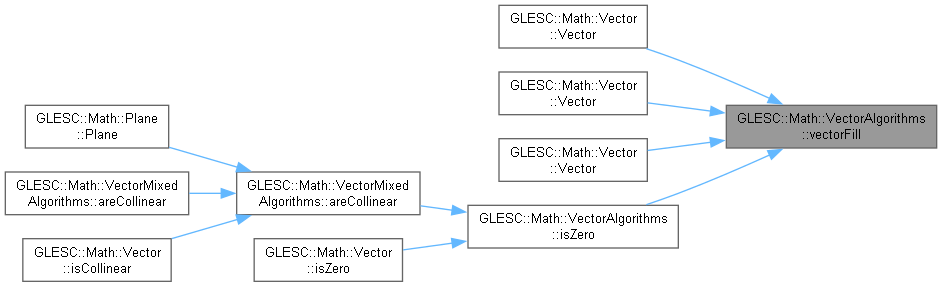 GLESC::Math::Vector
::Vector
GLESC::Math::Vector
::Vector
GLESC::Math::VectorAlgorithms
::vectorFill
GLESC::Math::Plane
::Plane
GLESC::Math::Vector
::Vector
GLESC::Math::VectorMixed
Algorithms::areCollinear
GLESC::Math::VectorMixed
Algorithms::areCollinear
GLESC::Math::VectorAlgorithms
::isZero
GLESC::Math::Vector
::isCollinear
GLESC::Math::Vector
::isZero